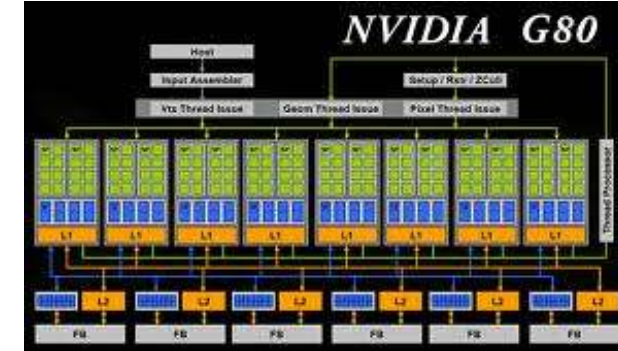 NVIDIA G80
Host
Input Assembler
Setup / Rstr / ZCull
Vtx Thread Issue
Geom Thread Issue
Pixel Thread Issue
Thread Processor
L1 L1 L1 L1 L1 L1 L1 L1
L2 L2 L2 L2 L2 L2
FB FB FB FB FB FB